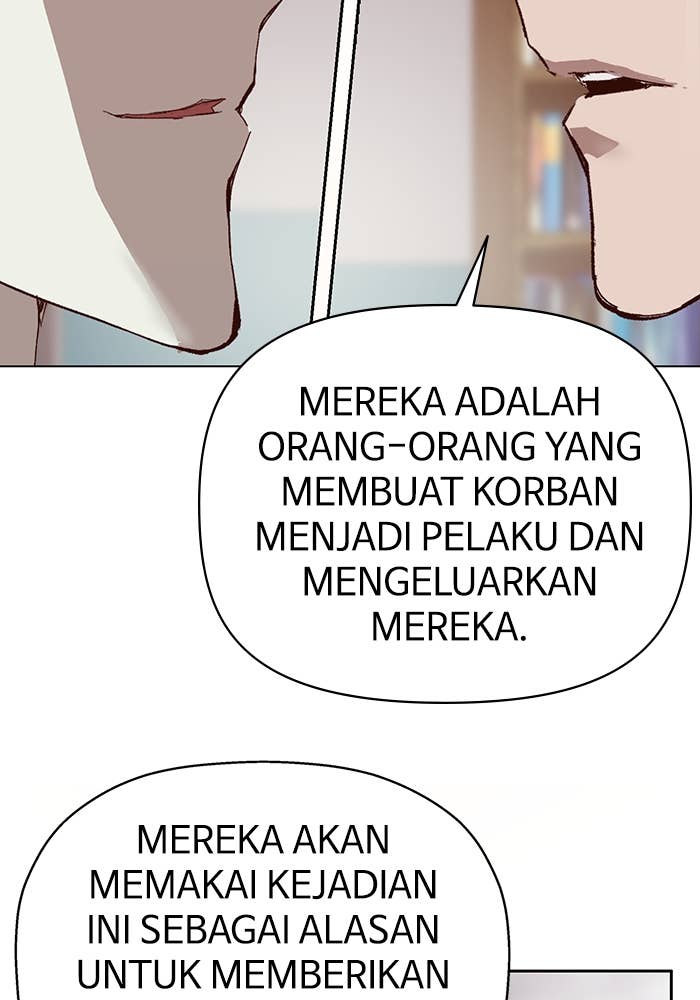 MEREKA ADALAH
ORANG-ORANG YANG
MEMBUAT KORBAN
MENJADI PELAKU DAN
MENGELUARKAN
MEREKA.
MEREKA AKAN
MEMAKAI KEJADIAN
INI SEBAGAI ALASAN
UNTUK MEMBERIKAN